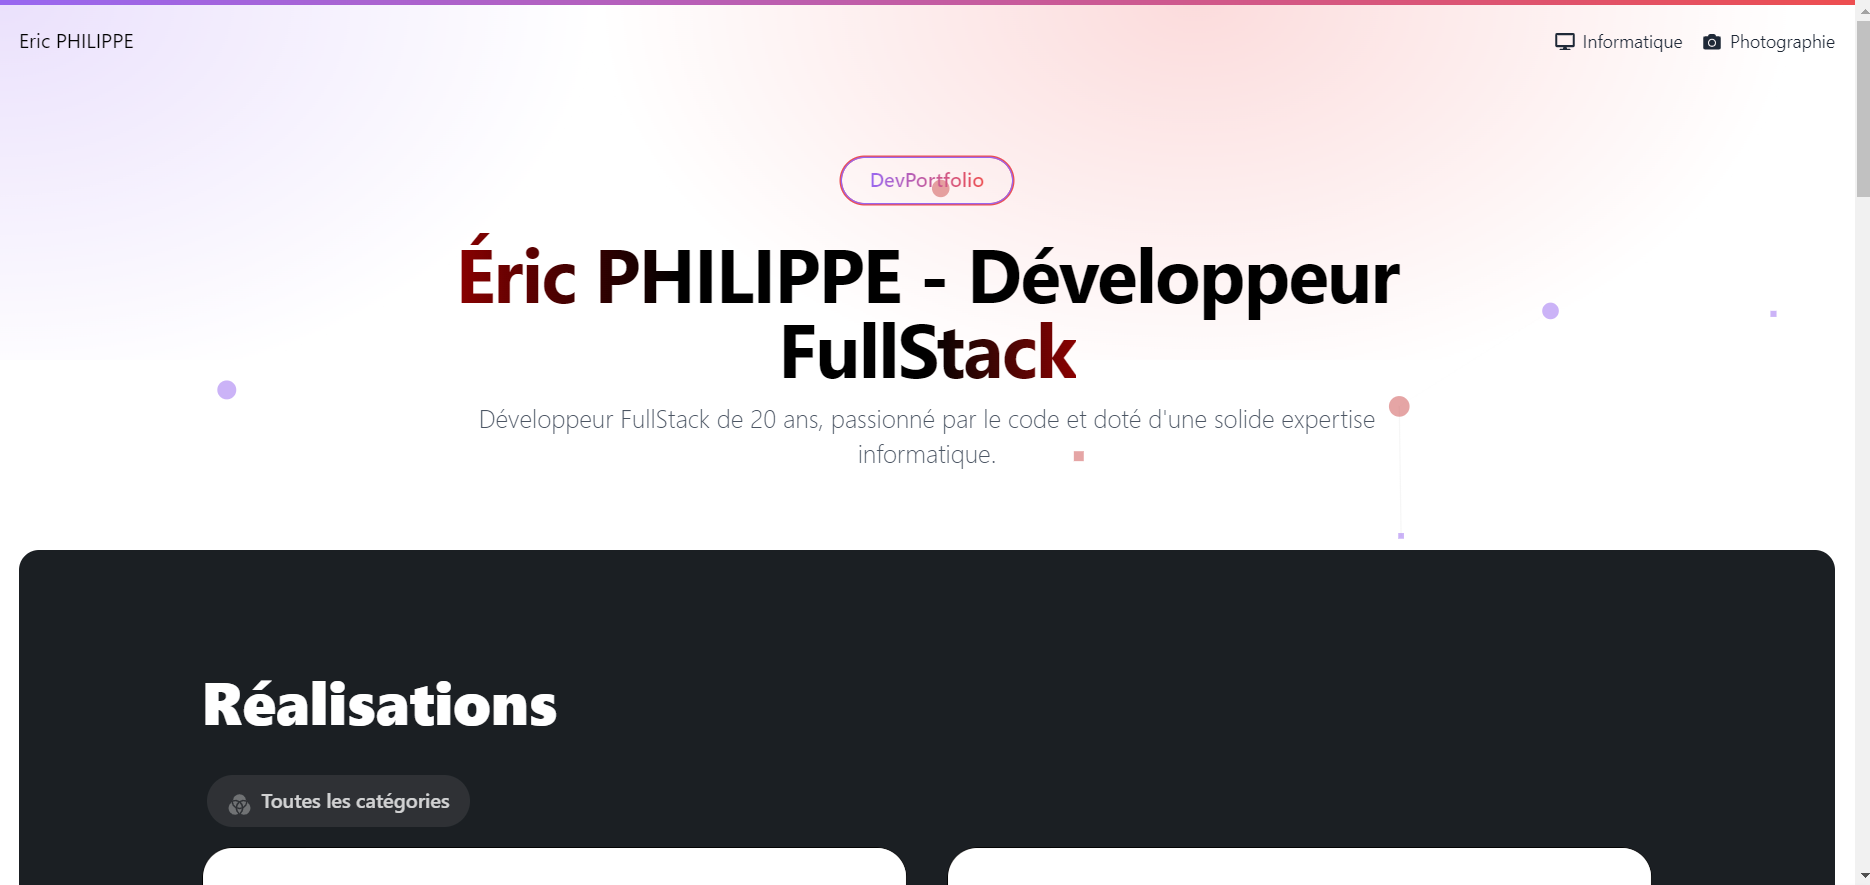 Eric PHILIPPE
Informatique
Photographie
DevPortfolio
Éric PHILIPPE - Développeur
FullStack
Développeur FullStack de 20 ans, passionné par le code et doté d'une solide expertise
informatique.
Réalisations
Toutes les catégories